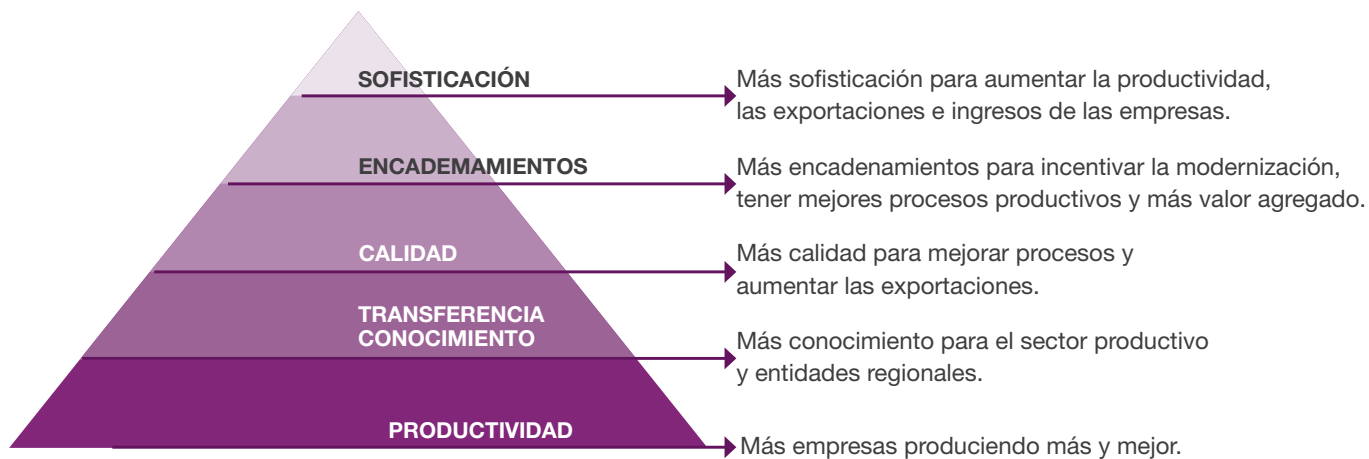 SOFISTICACIÓN
Más sofisticación para aumentar la productividad,
las exportaciones e ingresos de las empresas.
ENCADEMAMIENTOS
Más encadenamientos para incentivar la modernización,
tener mejores procesos productivos y más valor agregado.
CALIDAD
Más calidad para mejorar procesos y
aumentar las exportaciones.
TRANSFERENCIA
CONOCIMIENTO
Más conocimiento para el sector productivo
y entidades regionales.
PRODUCTIVIDAD
Más empresas produciendo más y mejor.